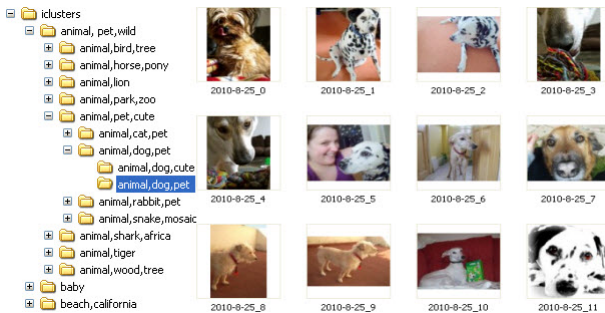 iclusters
animal, pet,wild
animal,bird,tree
animal,horse,pony
animal,lion
animal,park,zoo
animal,pet,cute
animal,cat,pet
animal,dog,pet
animal,dog,cute
animal,dog,pet
animal,rabbit,pet
animal,snake,mosaic
animal,shark,africa
animal,tiger
animal,wood,tree
baby
beach,california
2010-8-25_0
2010-8-25_1
2010-8-25_2
2010-8-25_3
2010-8-25_4
2010-8-25_5
2010-8-25_6
2010-8-25_7
2010-8-25_8
2010-8-25_9
2010-8-25_10
2010-8-25_11